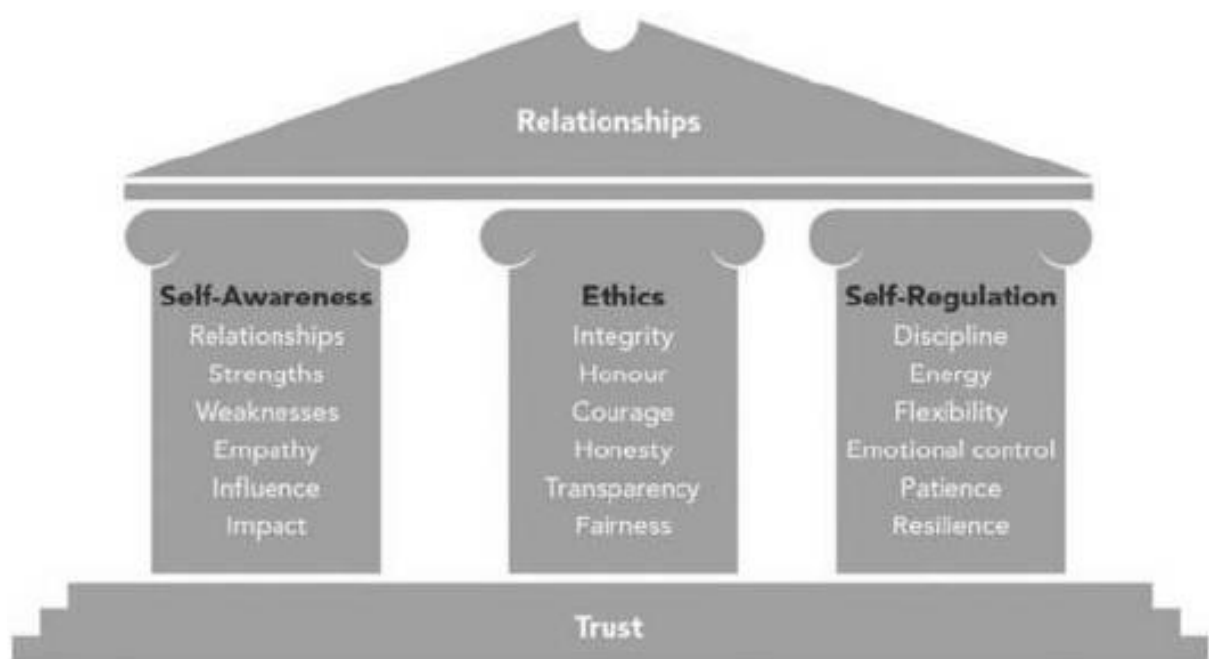 Relationships
Self-Awareness
Relationships
Strengths
Weaknesses
Empathy
Influence
Impact
Ethics
Integrity
Honour
Courage
Honesty
Transparency
Fairness
Self-Regulation
Discipline
Energy
Flexibility
Emotional control
Patience
Resilience
Trust